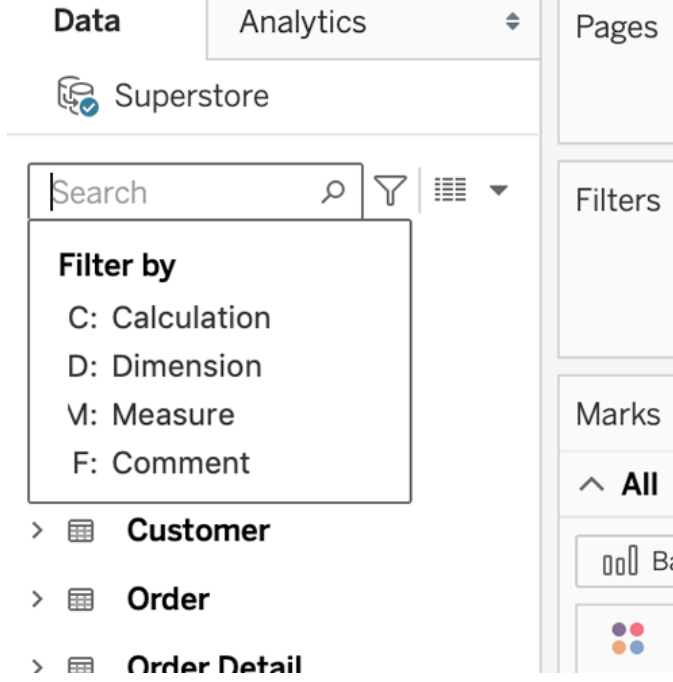 Data
Analytics
Superstore
Search
Filter by
C: Calculation
D: Dimension
M: Measure
F: Comment
Customer
Order
Order Detail
Pages
Filters
Marks
All